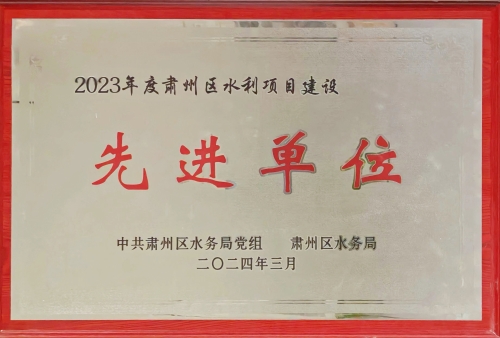 2023年度肃州区水利项目建设
先进单位
中共肃州区水务局党组 肃州区水务局
二〇二四年三月